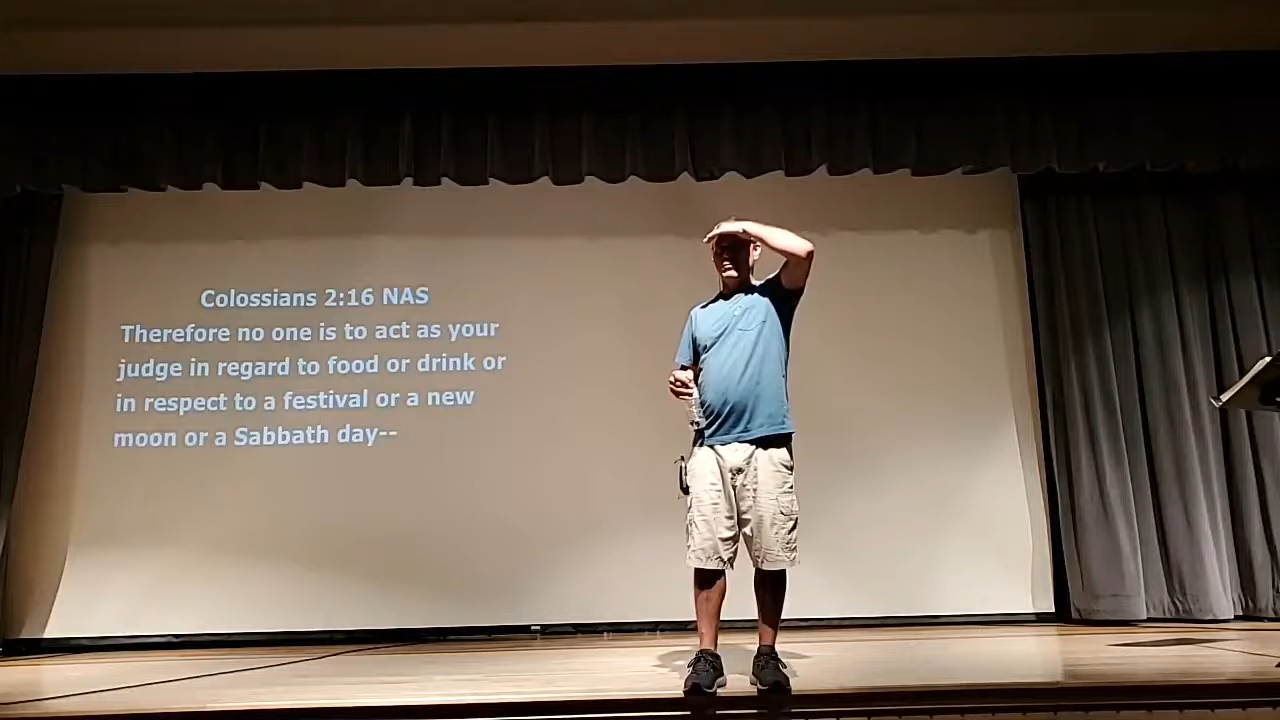 Colossians 2:16 NAS
Therefore no one is to act as your
judge in regard to food or drink or
in respect to a festival or a new
moon or a Sabbath day--